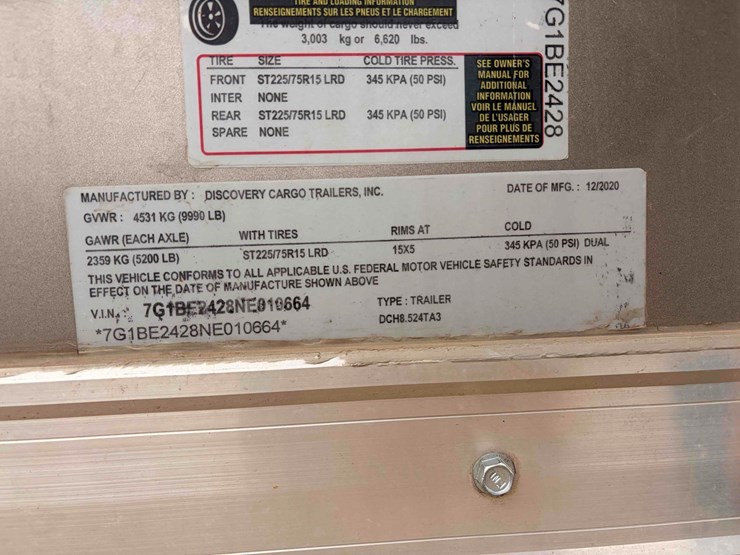 TIRE AND LOADING INFORMATION
RENSEIGNEMENTS SUR LES PNEUS ET LE CHARGEMENT
The weight of cargo should never exceed
3,003 kg or 6,620 lbs.
TIRE SIZE COLD TIRE PRESS.
FRONT ST225/75R15 LRD 345 KPA (50 PSI)
INTER NONE
REAR ST225/75R15 LRD 345 KPA (50 PSI)
SPARE NONE
SEE OWNER'S
MANUAL FOR
ADDITIONAL
INFORMATION
VOIR LE MANUEL
DE L'USAGER
POUR PLUS DE
RENSEIGNEMENTS
7G1BE2428
MANUFACTURED BY : DISCOVERY CARGO TRAILERS, INC. DATE OF MFG. : 12/2020
GVWR : 4531 KG (9990 LB)
GAWR (EACH AXLE) WITH TIRES RIMS AT COLD
2359 KG (5200 LB) ST225/75R15 LRD 15X5 345 KPA (50 PSI) DUAL
THIS VEHICLE CONFORMS TO ALL APPLICABLE U.S. FEDERAL MOTOR VEHICLE SAFETY STANDARDS IN
EFFECT ON THE DATE OF MANUFACTURE SHOWN ABOVE
V.I.N. : 7G1BE2428NE010664 TYPE : TRAILER
*7G1BE2428NE010664* DCH8.524TA3